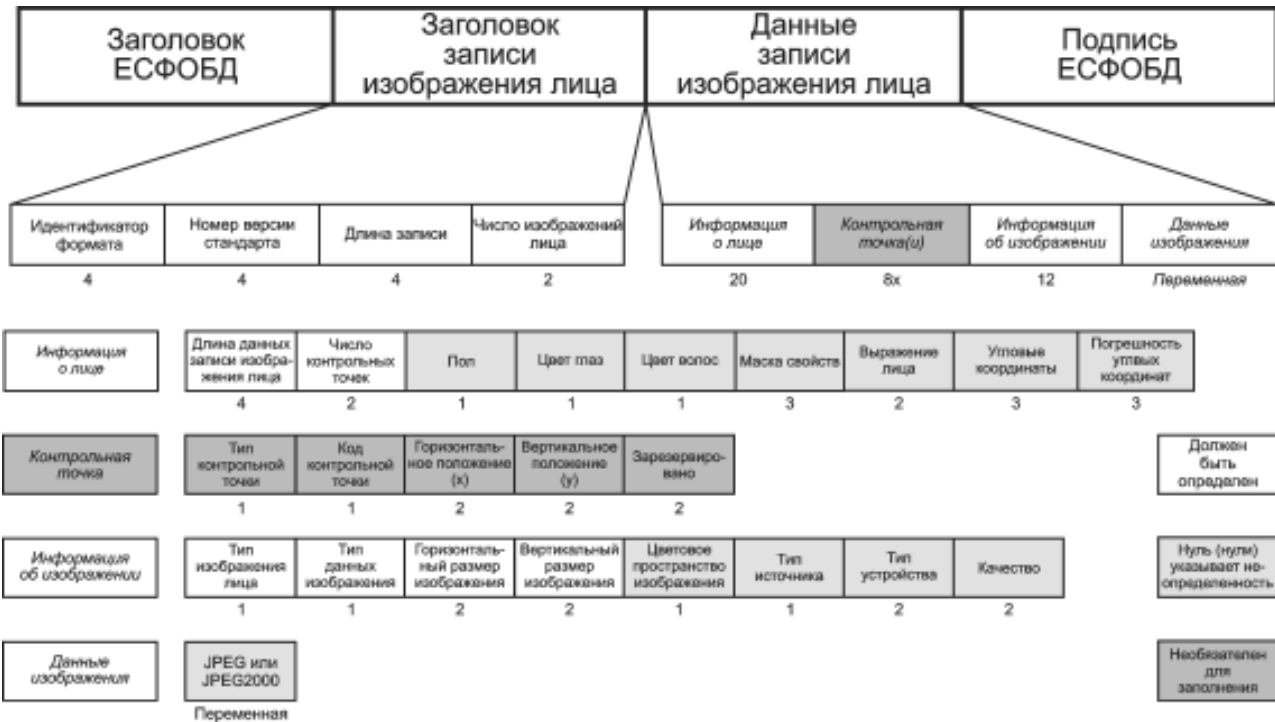 Заголовок
ЕСФОБД
Заголовок
записи
изображения лица
Данные
записи
изображения лица
Подпись
ЕСФОБД
Идентификатор
формата
4
Номер версии
стандарта
4
Длина записи
4
Число изображений
лица
2
Информация
о лице
20
Контрольная
точка(и)
8x
Информация
об изображении
12
Данные
изображения
Переменная
Информация
о лице
Длина данных
записи изобра-
жения лица
4
Число
контрольных
точек
2
Пол
1
Цвет глаз
1
Цвет волос
1
Маска свойств
3
Выражение
лица
2
Угловые
координаты
3
Погрешность
углвых
координат
3
Контрольная
точка
Тип
контрольной
точки
1
Код
контрольной
точки
1
Горизонталь-
ное положение
(x)
2
Вертикальное
положение
(y)
2
Зарезервиро-
вано
2
Должен
быть
определен
Информация
об изображении
Тип
изображения
лица
1
Тип
данных
изображения
1
Горизонталь-
ный размер
изображения
2
Вертикальный
размер
изображения
2
Цветовое
пространство
изображения
1
Тип
источника
1
Тип
устройства
2
Качество
2
Нуль (нули)
указывает не-
определенность
Данные
изображения
JPEG или
JPEG2000
Переменная
Необязателен
для
заполнения